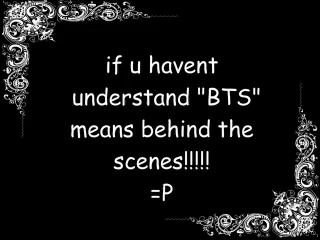 if u havent
understand "BTS"
means behind the
scenes!!!!!
=P